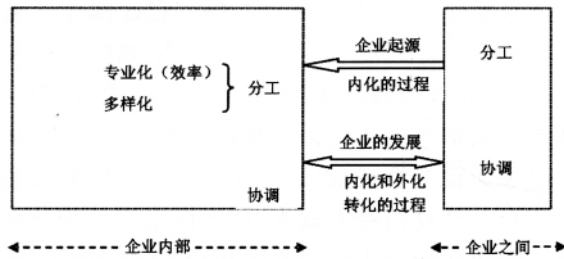 企业起源
分工
专业化（效率）
分工
内化的过程
多样化
企业的发展
协调
内化和外化
转化的过程
协调
企业内部
企业之间